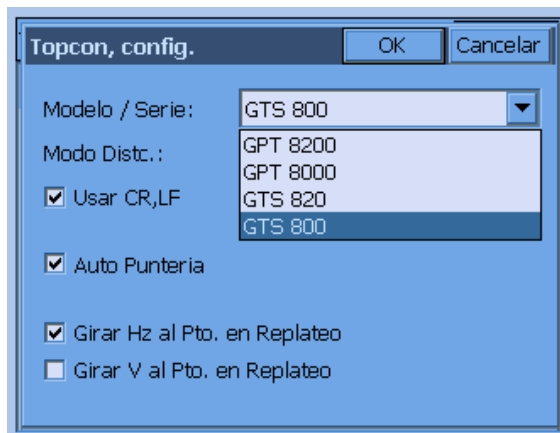 Topcon, config. OK Cancelar
Modelo / Serie: GTS 800
GPT 8200
Modo Distc.:
GPT 8000
Usar CR,LF GTS 820
GTS 800
Auto Punteria
Girar Hz al Pto. en Replateo
Girar V al Pto. en Replateo